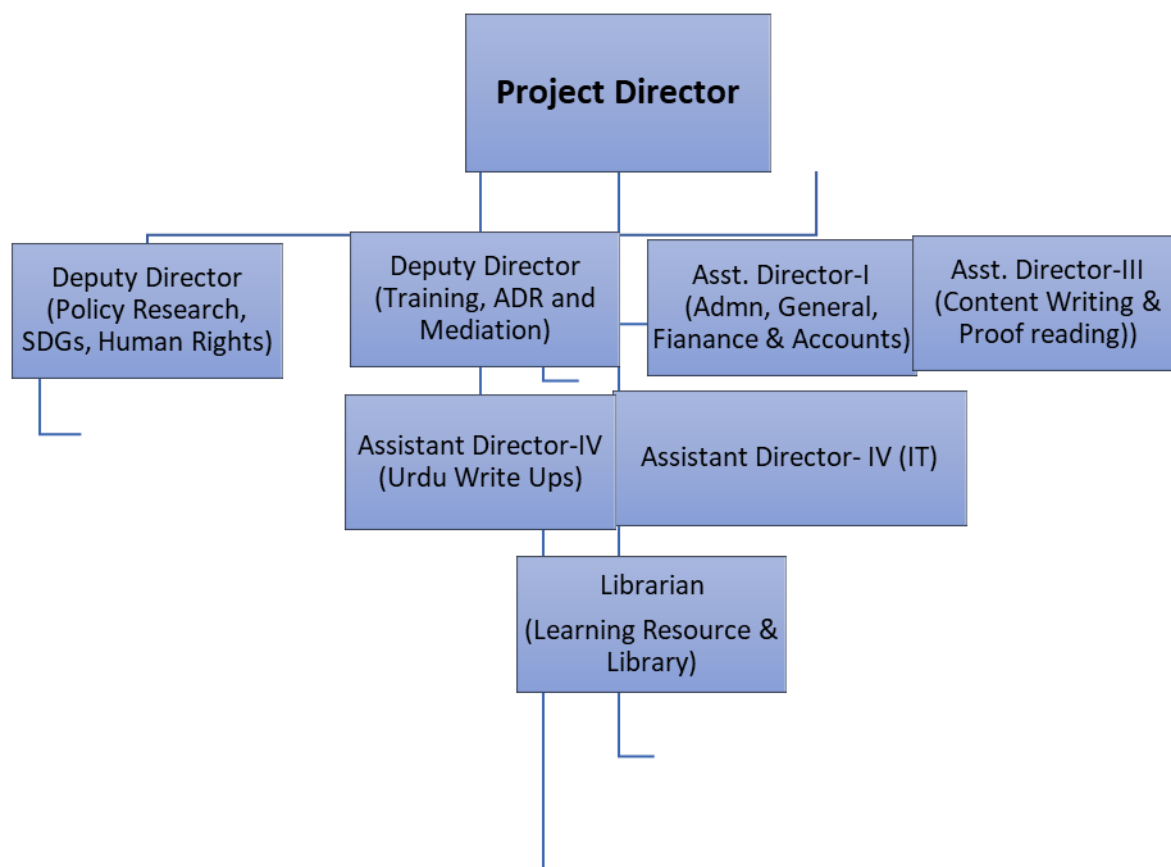 Project Director
Deputy Director
(Policy Research,
SDGs, Human Rights)
Deputy Director
(Training, ADR and
Mediation)
Asst. Director-I
(Admn, General,
Fianance & Accounts)
Asst. Director-III
(Content Writing &
Proof reading))
Assistant Director-IV
(Urdu Write Ups)
Assistant Director- IV (IT)
Librarian
(Learning Resource &
Library)